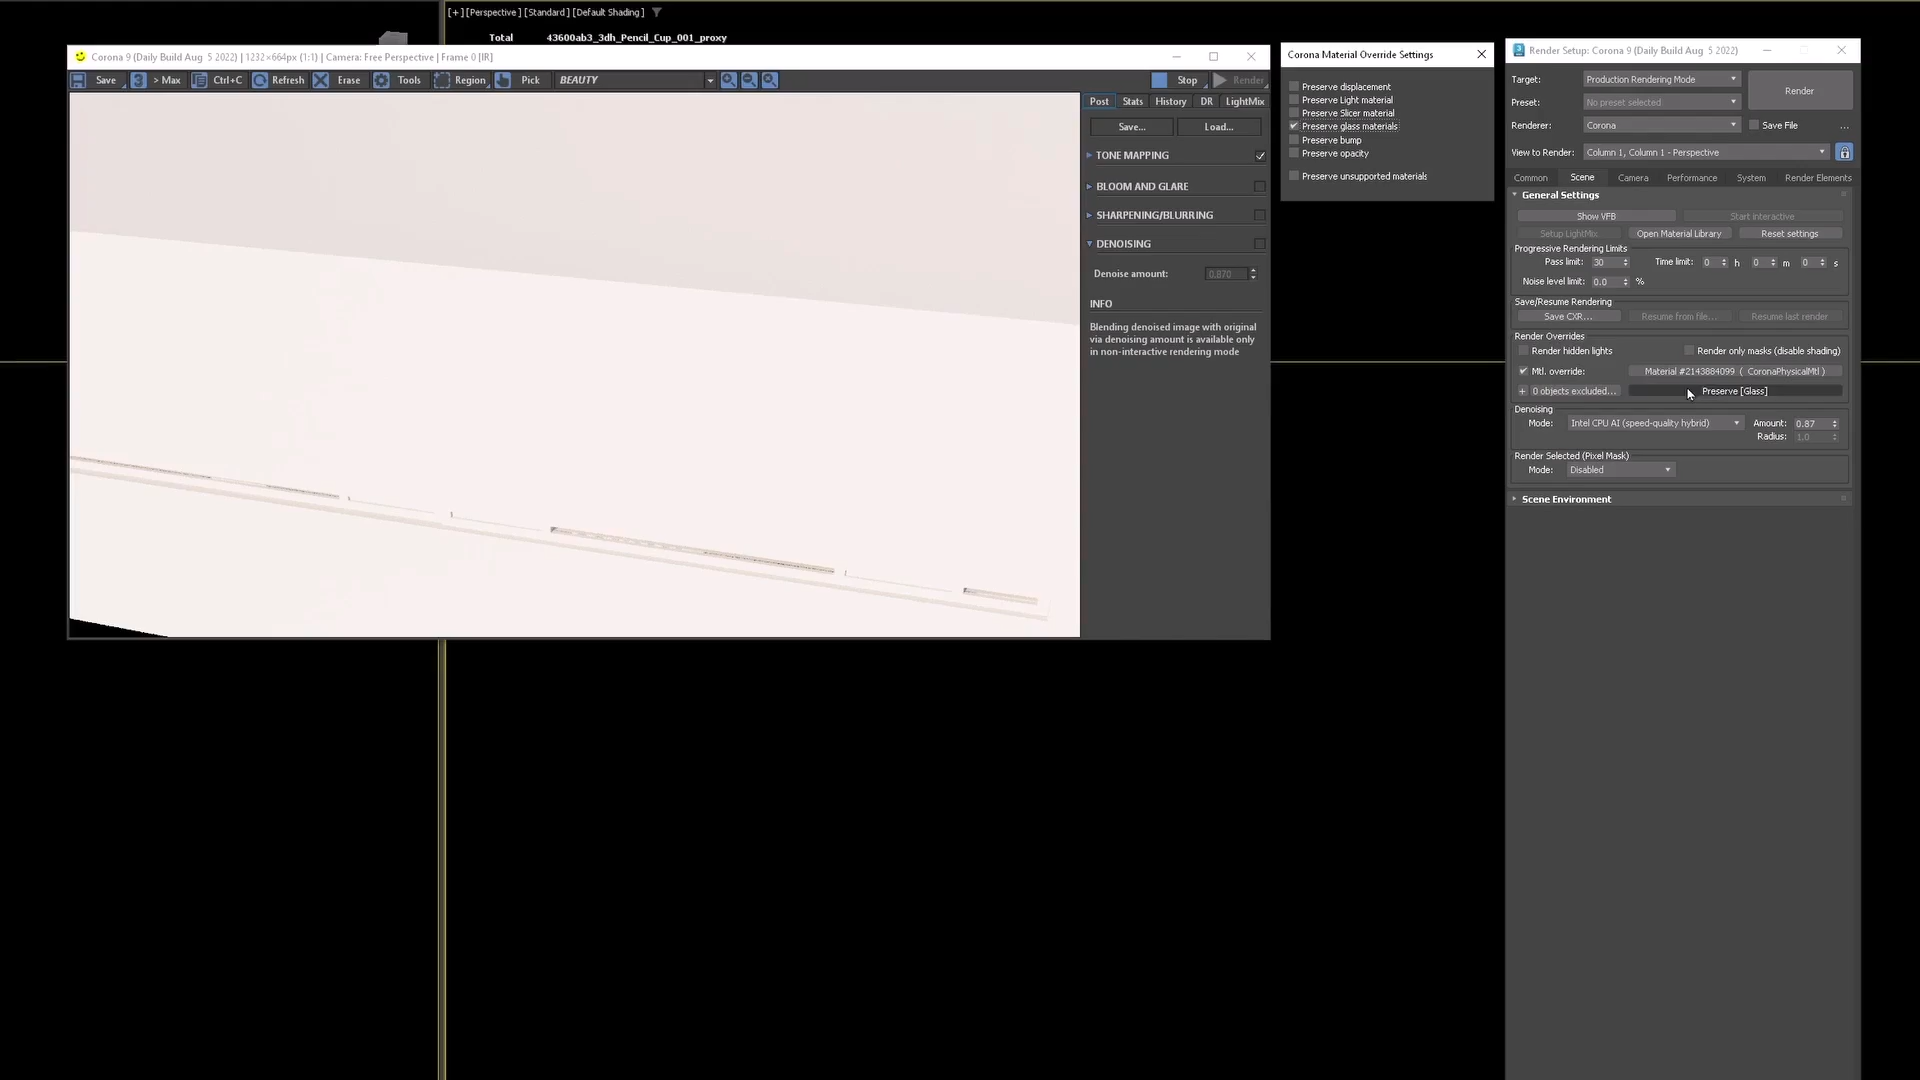 [+] [Perspective] [Standard] [Default Shading]
Total 43600ab3_3dh_Pencil_Cup_001_proxy
Corona 9 (Daily Build Aug 5 2022) | 1232×664px (1:1) | Camera: Free Perspective | Frame 0 [IR]
Save 3 > Max Ctrl+C Refresh Erase Tools Region Pick BEAUTY Stop Render
Post Stats History DR LightMix
Save... Load...
TONE MAPPING
BLOOM AND GLARE
SHARPENING/BLURRING
DENOISING
Denoise amount: 0.870
INFO
Blending denoised image with original
via denoising amount is available only
in non-interactive rendering mode
Corona Material Override Settings
Preserve displacement
Preserve Light material
Preserve Slicer material
Preserve glass materials
Preserve bump
Preserve opacity
Preserve unsupported materials
3 Render Setup: Corona 9 (Daily Build Aug 5 2022)
Target: Production Rendering Mode Render
Preset: No preset selected
Renderer: Corona Save File ...
View to Render: Column 1, Column 1 - Perspective
Common Scene Camera Performance System Render Elements
General Settings
Show VFB Start interactive
Setup LightMix Open Material Library Reset settings
Progressive Rendering Limits
Pass limit: 30 Time limit: 0 h 0 m 0 s
Noise level limit: 0.0 %
Save/Resume Rendering
Save CXR... Resume from file... Resume last render
Render Overrides
Render hidden lights Render only masks (disable shading)
Mtl. override: Material #2143884099 ( CoronaPhysicalMtl )
+ 0 objects excluded... Preserve [Glass]
Denoising
Mode: Intel CPU AI (speed-quality hybrid) Amount: 0.87
Radius: 1.0
Render Selected (Pixel Mask)
Mode: Disabled
Scene Environment